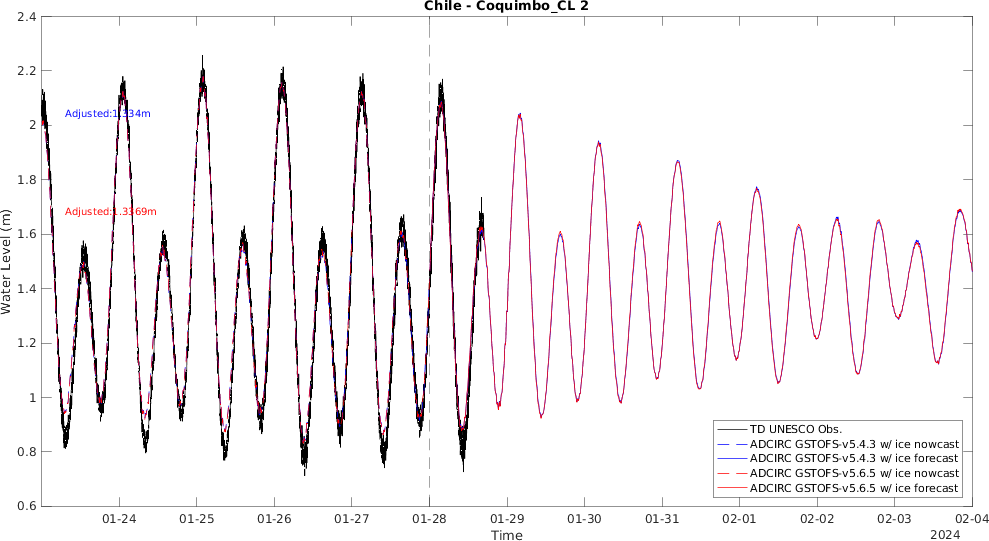 Chile - Coquimbo_CL 2
2.4
2.2
2
1.8
1.6
1.4
1.2
1
0.8
0.6
Water Level (m)
Adjusted:1.334m
Adjusted:1.3369m
TD UNESCO Obs.
ADCIRC GSTOFS-v5.4.3 w/ ice nowcast
ADCIRC GSTOFS-v5.4.3 w/ ice forecast
ADCIRC GSTOFS-v5.6.5 w/ ice nowcast
ADCIRC GSTOFS-v5.6.5 w/ ice forecast
01-24 01-25 01-26 01-27 01-28 01-29 01-30 01-31 02-01 02-02 02-03 02-04
Time
2024